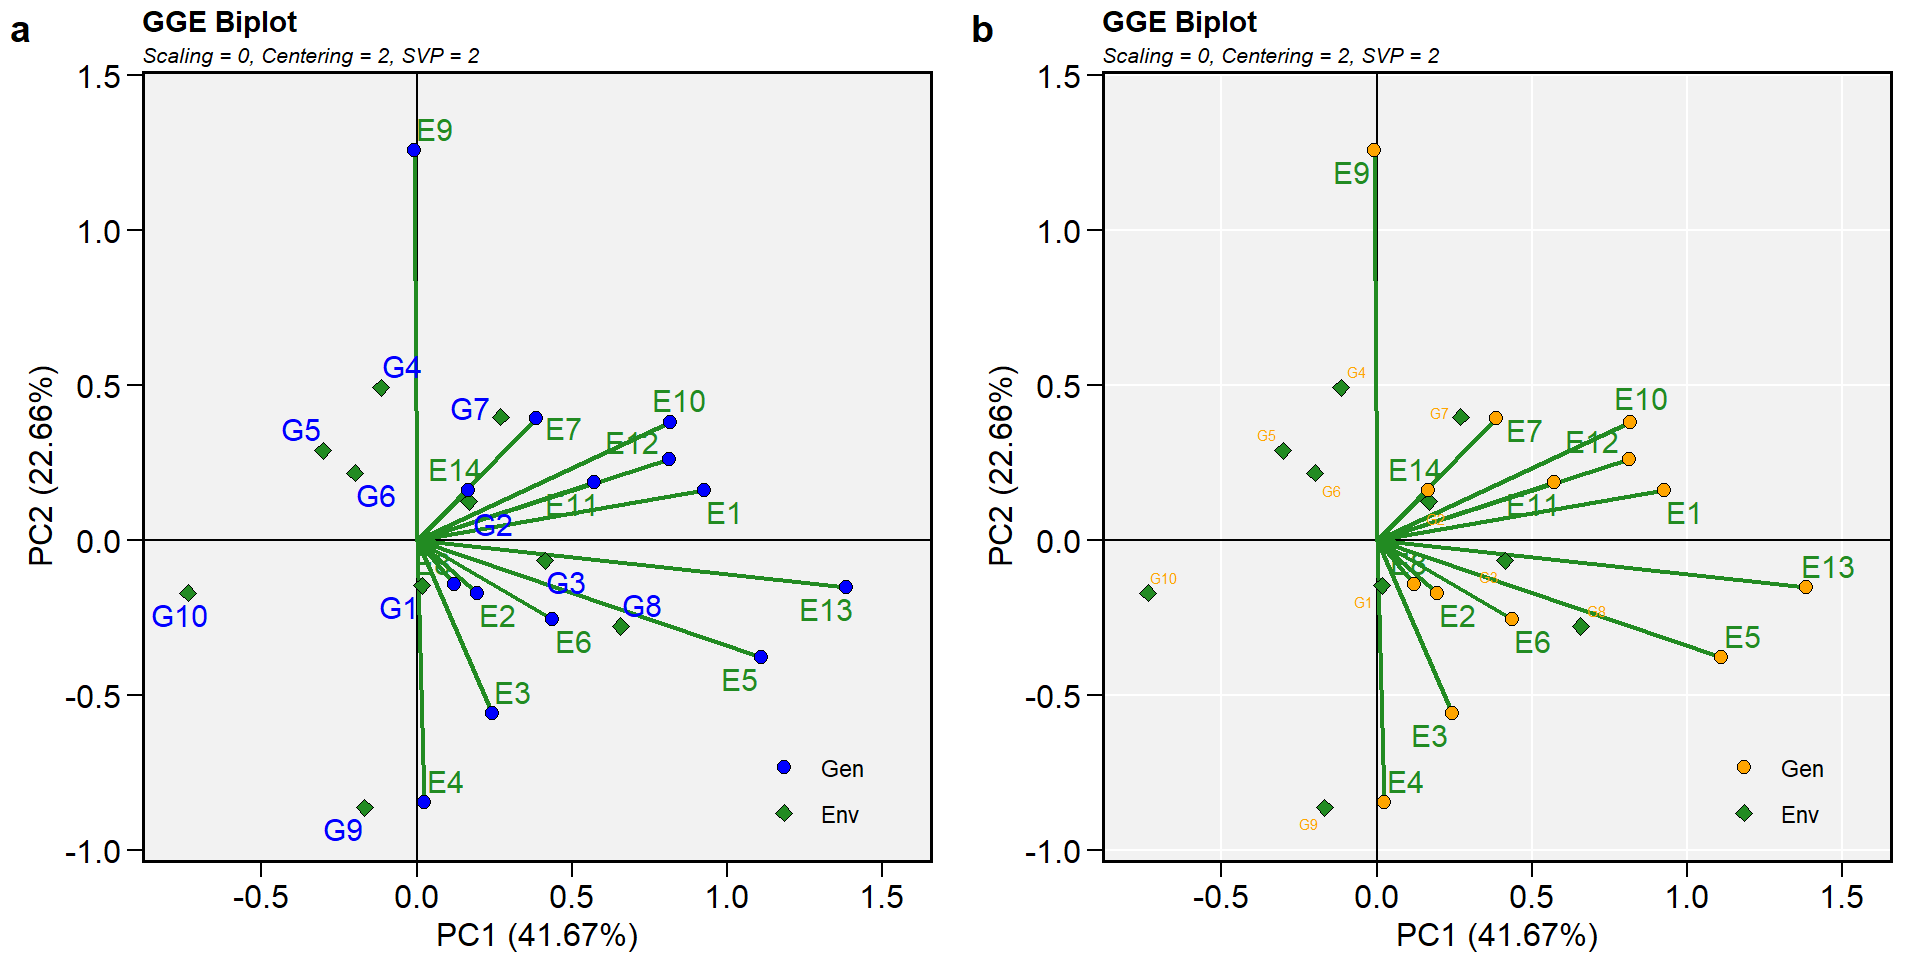 a
GGE Biplot
Scaling = 0, Centering = 2, SVP = 2
1.5
1.0
0.5
0.0
-0.5
-1.0
PC2 (22.66%)
E9
G4
G7
E7
E10
G5
E12
E14
G6
E11
E1
G2
G3
G10
G1
E2
G8
E13
E6
E5
E3
E4
G9
Gen
Env
-0.5
0.0
0.5
1.0
1.5
PC1 (41.67%)
b
GGE Biplot
Scaling = 0, Centering = 2, SVP = 2
1.5
1.0
0.5
0.0
-0.5
-1.0
PC2 (22.66%)
E9
G4
G7
E7
E10
G5
E12
E14
G6
E11
E1
G2
E8
G3
G10
G1
E2
G8
E13
E6
E5
E3
E4
G9
Gen
Env
-0.5
0.0
0.5
1.0
1.5
PC1 (41.67%)